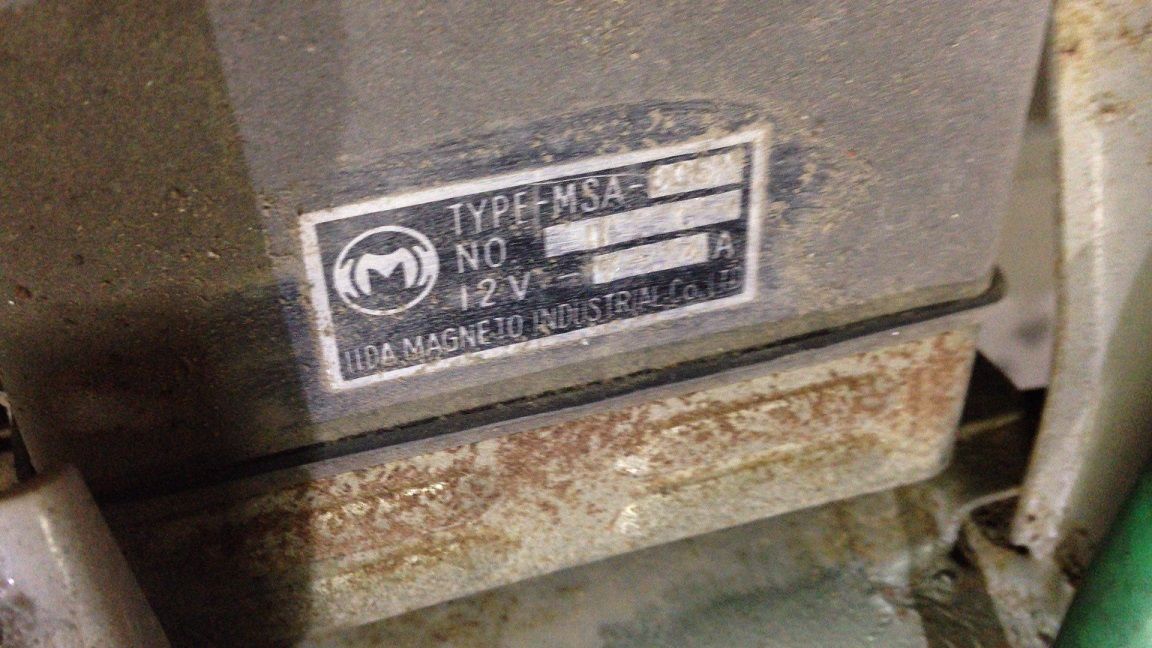 TYPE-MSA-
NO
12V A
IIDA MAGNETO INDUSTRIAL Co. LTD
M